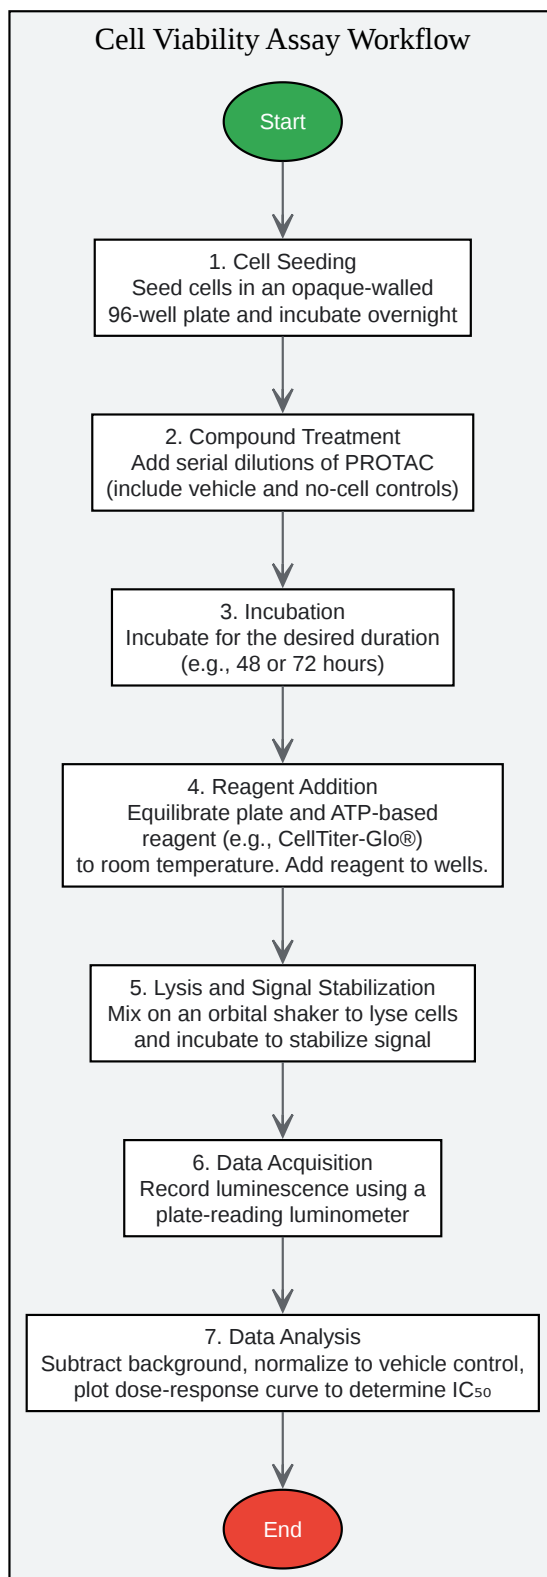 Cell Viability Assay Workflow
Start
1. Cell Seeding
Seed cells in an opaque-walled
96-well plate and incubate overnight
2. Compound Treatment
Add serial dilutions of PROTAC
(include vehicle and no-cell controls)
3. Incubation
Incubate for the desired duration
(e.g., 48 or 72 hours)
4. Reagent Addition
Equilibrate plate and ATP-based
reagent (e.g., CellTiter-Glo®)
to room temperature. Add reagent to wells.
5. Lysis and Signal Stabilization
Mix on an orbital shaker to lyse cells
and incubate to stabilize signal
6. Data Acquisition
Record luminescence using a
plate-reading luminometer
7. Data Analysis
Subtract background, normalize to vehicle control,
plot dose-response curve to determine IC₅₀
End